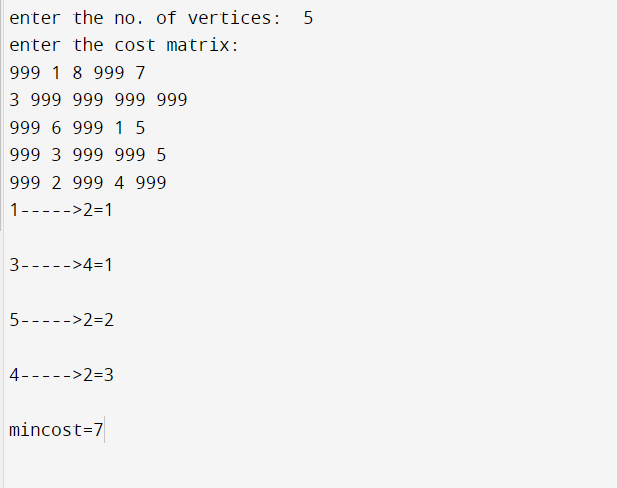 enter the no. of vertices:  5
enter the cost matrix:
999 1 8 999 7
3 999 999 999 999
999 6 999 1 5
999 3 999 999 5
999 2 999 4 999
1----->2=1
3----->4=1
5----->2=2
4----->2=3
mincost=7